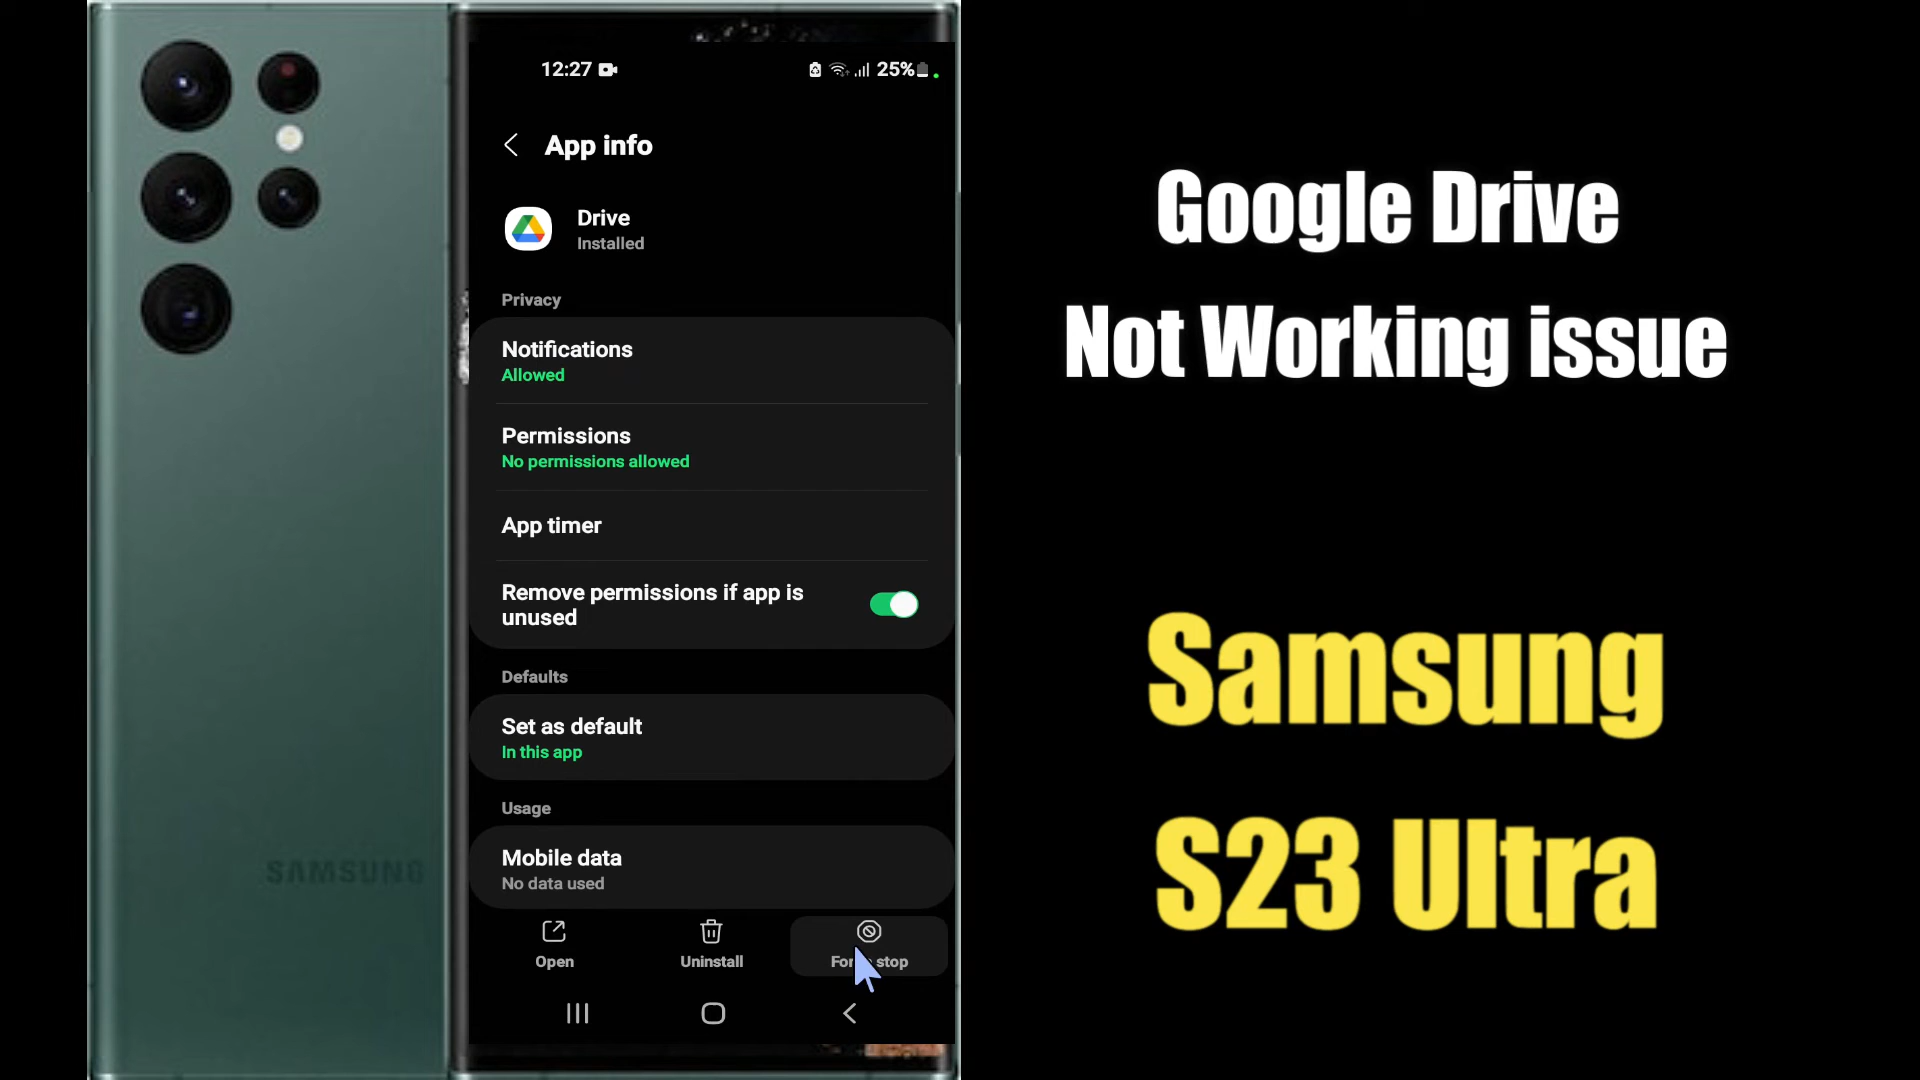 12:27
25%
App info
Drive
Installed
Privacy
Notifications
Allowed
Permissions
No permissions allowed
App timer
Remove permissions if app is
unused
Defaults
Set as default
In this app
Usage
Mobile data
No data used
Open
Uninstall
stop
SAMSUNG
Google Drive
Not Working issue
Samsung
S23 Ultra